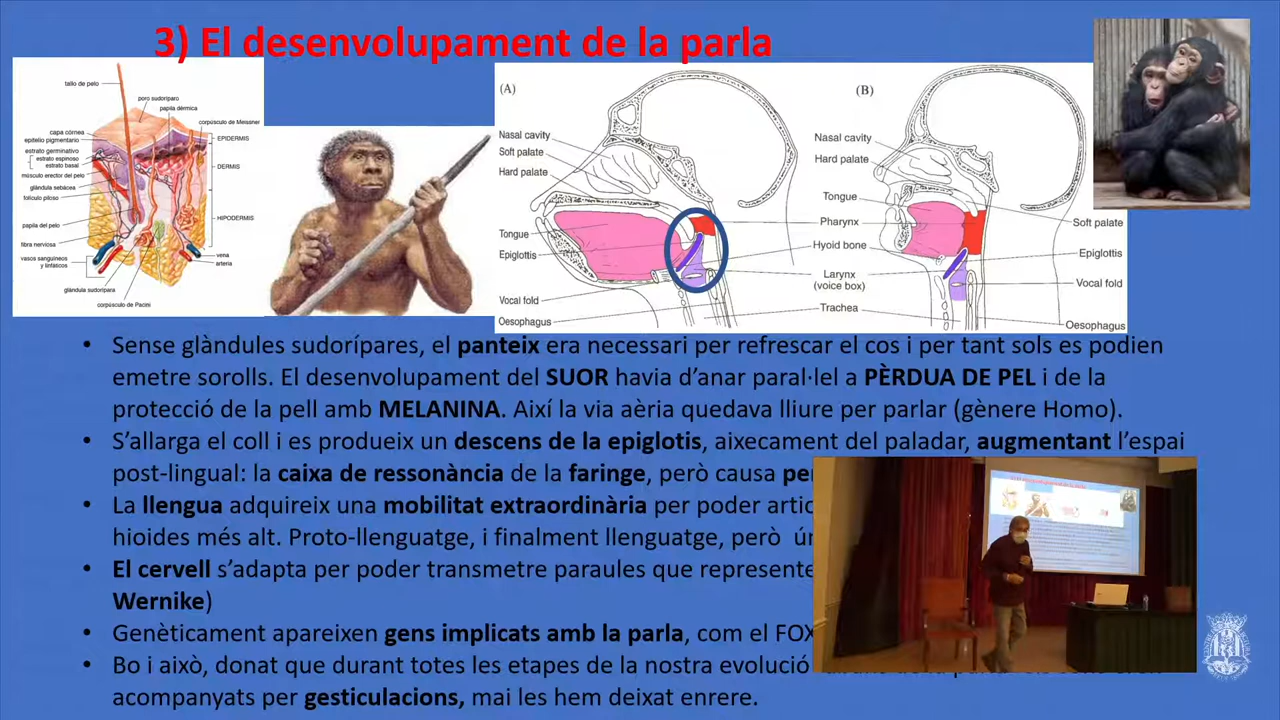 3) El desenvolupament de la parla
tallo de pelo
poro sudoríparo
papila dérmica
corpúsculo de Meissner
capa córnea
epitelio pigmentario
estrato germinativo
estrato espinoso
estrato basal
músculo erector del pelo
glándula sebácea
folículo piloso
papila del pelo
fibra nerviosa
vasos sanguíneos
y linfáticos
glándula sudorípara
corpúsculo de Pacini
EPIDERMIS
DERMIS
HIPODERMIS
vena
arteria
(A)
Nasal cavity
Soft palate
Hard palate
Tongue
Epiglottis
Vocal fold
Oesophagus
(B)
Nasal cavity
Hard palate
Tongue
Pharynx
Hyoid bone
Larynx
(voice box)
Trachea
Soft palate
Epiglottis
Vocal fold
Oesophagus
• Sense glàndules sudorípares, el panteix era necessari per refrescar el cos i per tant sols es podien
emetre sorolls. El desenvolupament del SUOR havia d’anar paral·lel a PÈRDUA DE PEL i de la
protecció de la pell amb MELANINA. Així la via aèria quedava lliure per parlar (gènere Homo).
• S’allarga el coll i es produeix un descens de la epiglotis, aixecament del paladar, augmentant l’espai
post-lingual: la caixa de ressonància de la faringe, però causa
• La llengua adquireix una mobilitat extraordinària per poder
hioides més alt. Proto-llenguatge, i finalment llenguatge, però
• El cervell s’adapta per poder transmetre paraules que
Wernike)
• Genèticament apareixen gens implicats amb la parla, com el
• Bo i això, donat que durant totes les etapes de la nostra evolució
acompanyats per gesticulacions, mai les hem deixat enrere.